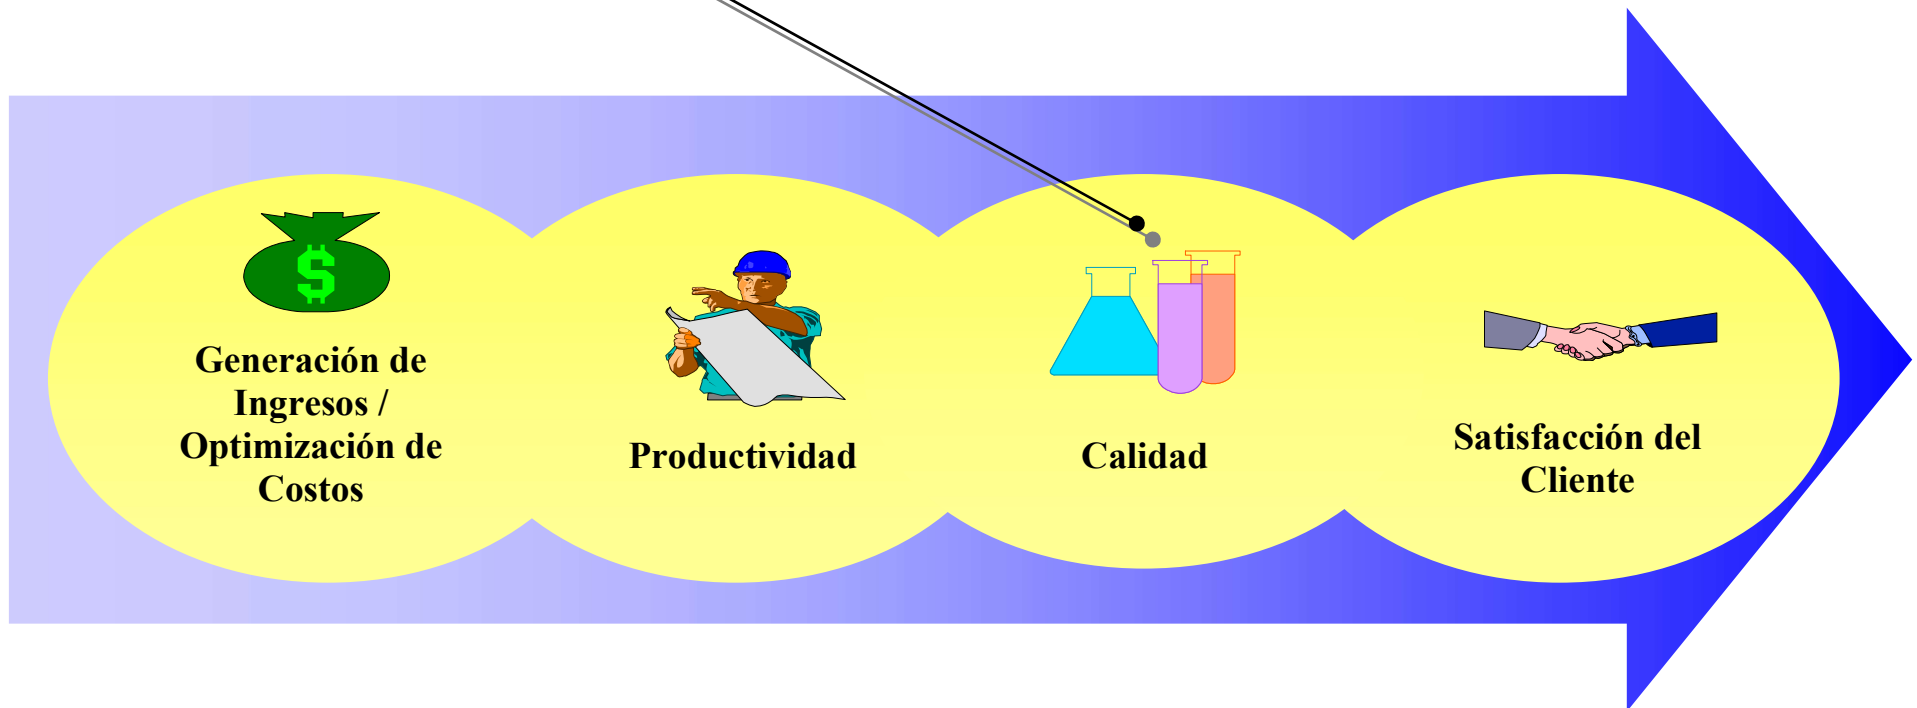 $
Generación de
Ingresos /
Optimización de
Costos
Productividad
Calidad
Satisfacción del
Cliente